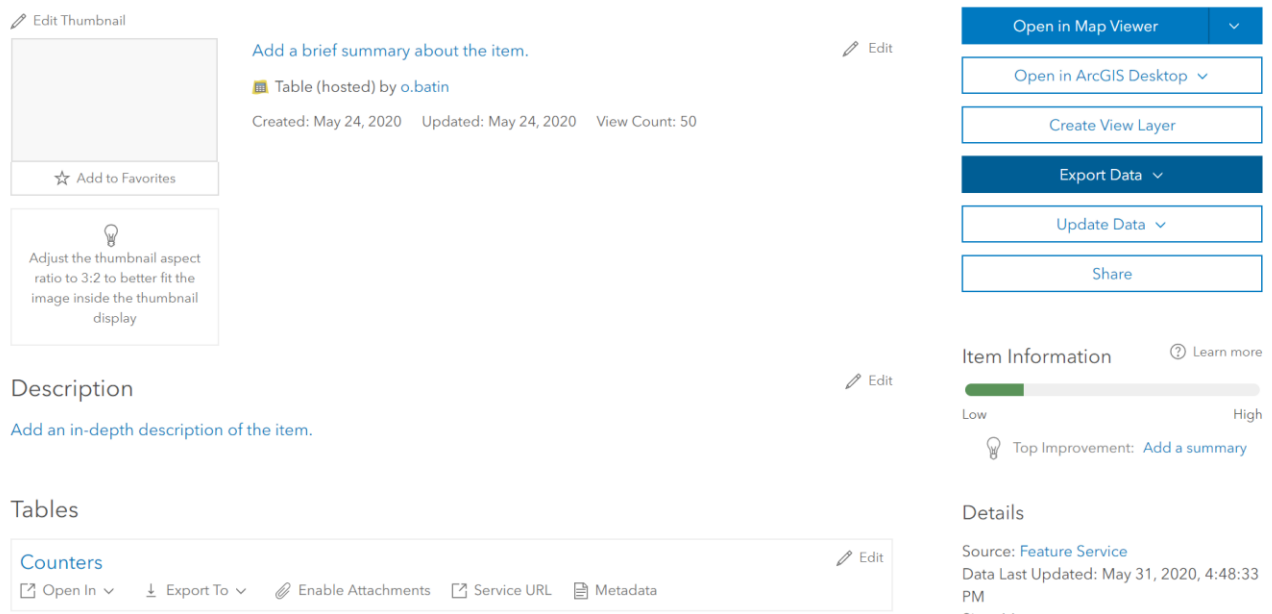 Edit Thumbnail
Add a brief summary about the item.
Edit
Table (hosted) by o.batin
Created: May 24, 2020 Updated: May 24, 2020 View Count: 50
Add to Favorites
Adjust the thumbnail aspect
ratio to 3:2 to better fit the
image inside the thumbnail
display
Description
Edit
Add an in-depth description of the item.
Tables
Counters
Edit
Open In
Export To
Enable Attachments
Service URL
Metadata
Open in Map Viewer
Open in ArcGIS Desktop
Create View Layer
Export Data
Update Data
Share
Item Information
Learn more
Low
High
Top Improvement: Add a summary
Details
Source: Feature Service
Data Last Updated: May 31, 2020, 4:48:33
PM